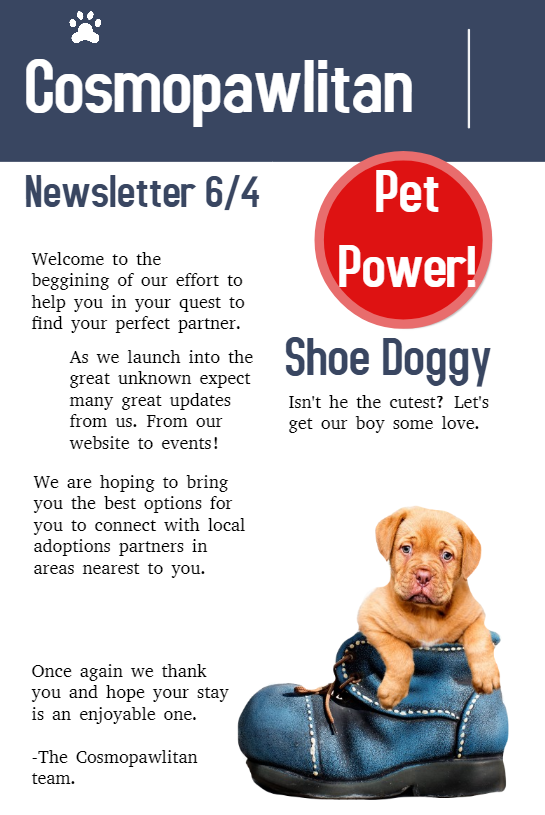 Cosmopawlitan
Newsletter 6/4
Pet
Power!
Welcome to the
beggining of our effort to
help you in your quest to
find your perfect partner.
As we launch into the
great unknown expect
many great updates
from us. From our
website to events!
We are hoping to bring
you the best options for
you to connect with local
adoptions partners in
areas nearest to you.
Once again we thank
you and hope your stay
is an enjoyable one.
-The Cosmopawlitan
team.
Shoe Doggy
Isn't he the cutest? Let's
get our boy some love.